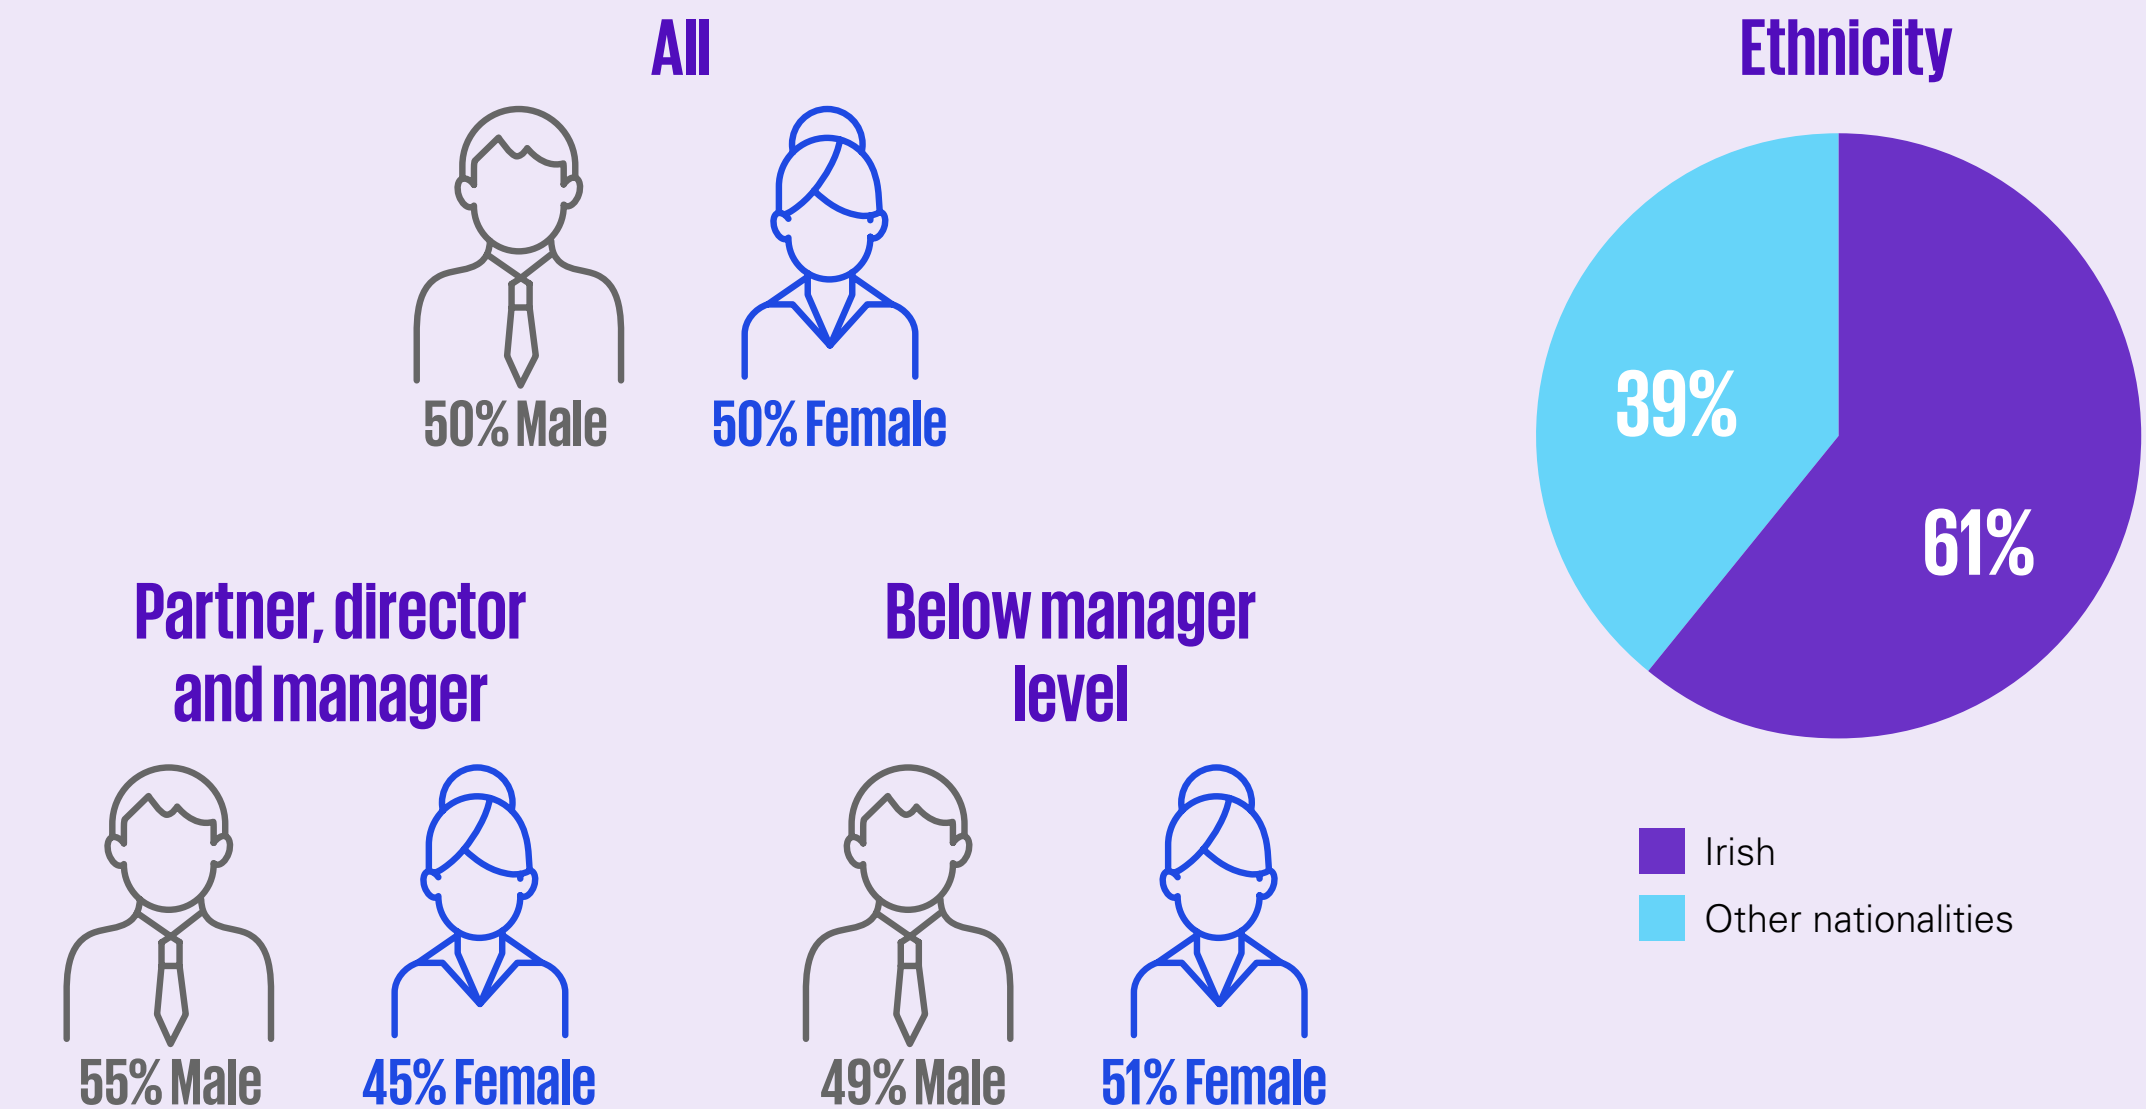 All
50% Male
50% Female
Partner, director
and manager
55% Male
45% Female
Below manager
level
49% Male
51% Female
Ethnicity
39%
61%
Irish
Other nationalities